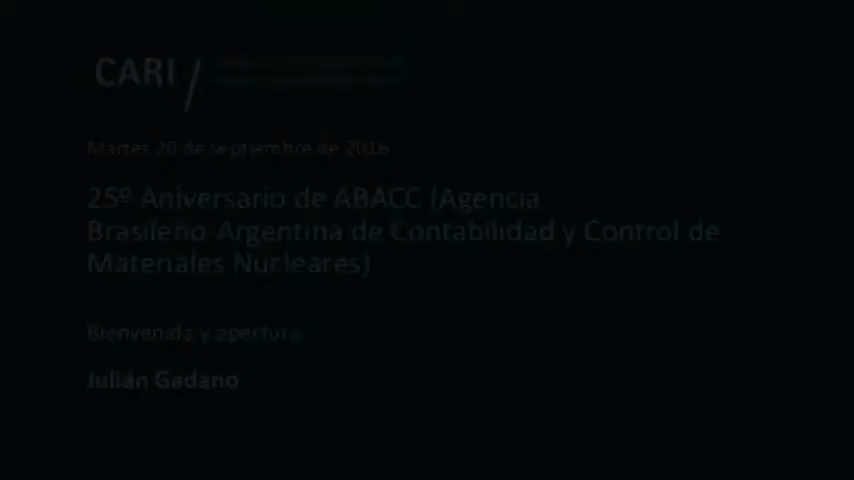 CARI /
Martes 20 de septiembre de 2016
25º Aniversario de ABACC (Agencia
Brasileño-Argentina de Contabilidad y Control de
Materiales Nucleares)
Bienvenida y apertura
Julián Gadano